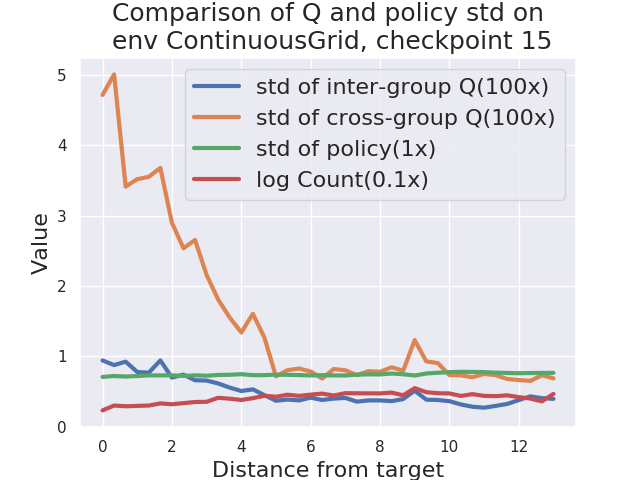 Comparison of Q and policy std on
env ContinuousGrid, checkpoint 15
std of inter-group Q(100x)
std of cross-group Q(100x)
std of policy(1x)
log Count(0.1x)
Value
5
4
3
2
1
0
0 2 4 6 8 10 12
Distance from target